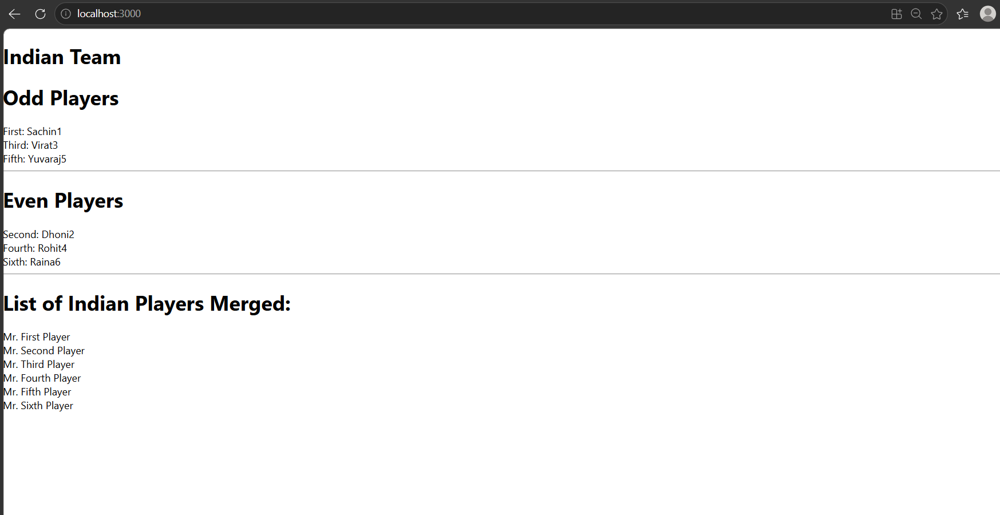 localhost:3000
Indian Team
Odd Players
First: Sachin1
Third: Virat3
Fifth: Yuvaraj5
Even Players
Second: Dhoni2
Fourth: Rohit4
Sixth: Raina6
List of Indian Players Merged:
Mr. First Player
Mr. Second Player
Mr. Third Player
Mr. Fourth Player
Mr. Fifth Player
Mr. Sixth Player